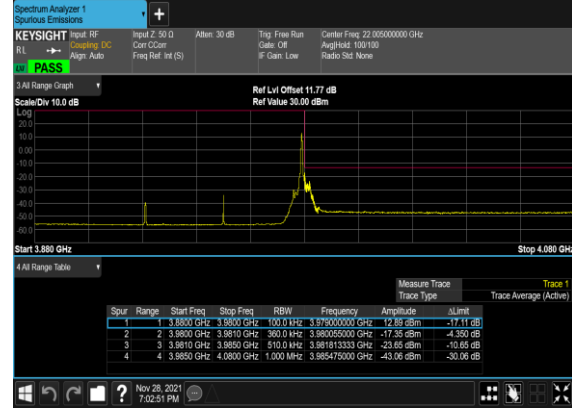 Spectrum Analyzer 1
Spurious Emissions
+
KEYSIGHT Input: RF Input Z: 50 Ω Atten: 30 dB Trig: Free Run Center Freq: 22.005000000 GHz
RL Coupling: DC Corr CCorr Gate: Off Avg|Hold: 100/100
Align: Auto Freq Ref: Int (S) IF Gain: Low Radio Std: None
PASS
3 All Range Graph
Ref Lvl Offset 11.77 dB
Scale/Div 10.0 dB Ref Value 30.00 dBm
Log
20.0
10.0
0.00
-10.0
-20.0
-30.0
-40.0
-50.0
-60.0
Start 3.880 GHz Stop 4.080 GHz
4 All Range Table
Measure Trace Trace 1
Trace Type Trace Average (Active)
Spur Range Start Freq Stop Freq RBW Frequency Amplitude ΔLimit
1 1 3.8800 GHz 3.9800 GHz 100.0 kHz 3.979000000 GHz 12.89 dBm -17.11 dB
2 2 3.9800 GHz 3.9810 GHz 360.0 kHz 3.980055000 GHz -17.35 dBm -4.350 dB
3 3 3.9810 GHz 3.9850 GHz 510.0 kHz 3.981813333 GHz -23.65 dBm -10.65 dB
4 4 3.9850 GHz 4.0800 GHz 1.000 MHz 3.985475000 GHz -43.06 dBm -30.06 dB
? Nov 28, 2021
7:02:51 PM